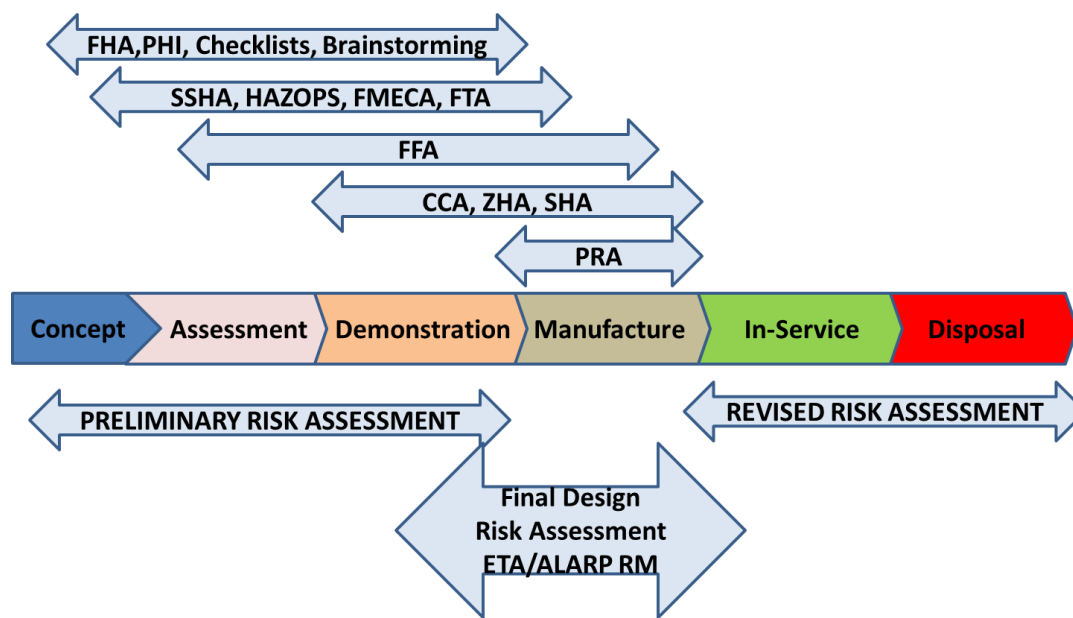 FHA,PHI, Checklists, Brainstorming
SSHA, HAZOPS, FMECA, FTA
FFA
CCA, ZHA, SHA
PRA
Concept
Assessment
Demonstration
Manufacture
In-Service
Disposal
PRELIMINARY RISK ASSESSMENT
REVISED RISK ASSESSMENT
Final Design
Risk Assessment
ETA/ALARP RM